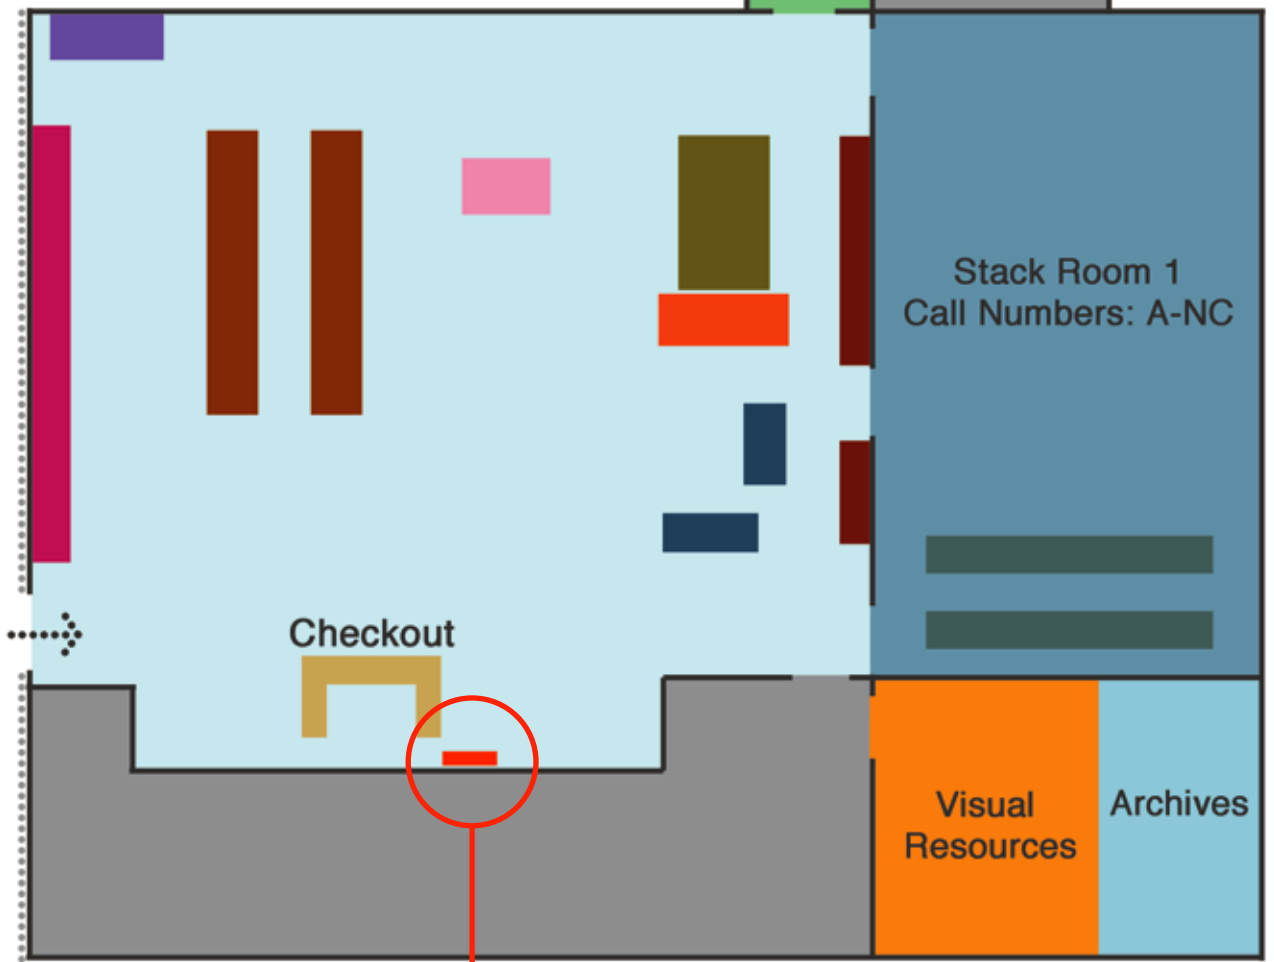 Stack Room 1
Call Numbers: A-NC
Checkout
Visual
Resources
Archives